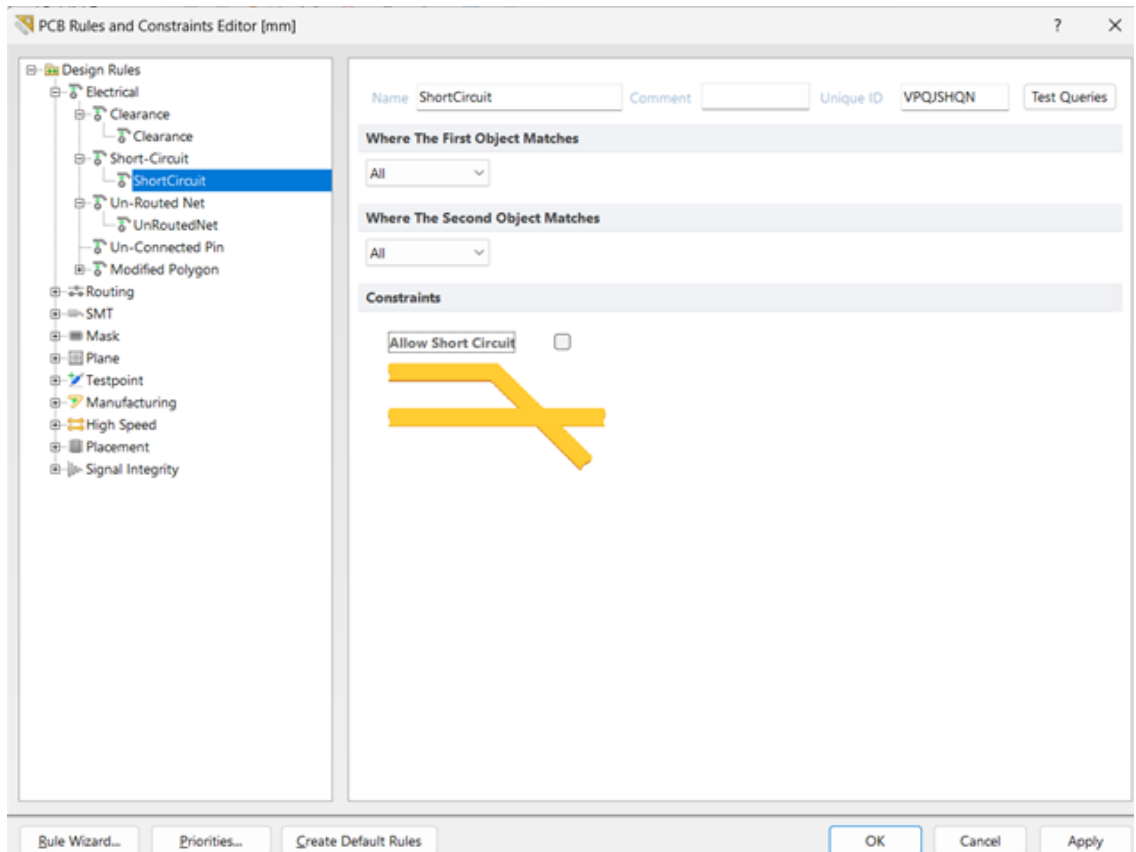 PCB Rules and Constraints Editor [mm]
?
Design Rules
Electrical
Clearance
Clearance
Short-Circuit
ShortCircuit
Un-Routed Net
UnRoutedNet
Un-Connected Pin
Modified Polygon
Routing
SMT
Mask
Plane
Testpoint
Manufacturing
High Speed
Placement
Signal Integrity
Name ShortCircuit Comment Unique ID VPQJSHQN Test Queries
Where The First Object Matches
All
Where The Second Object Matches
All
Constraints
Allow Short Circuit
Rule Wizard... Priorities... Create Default Rules OK Cancel Apply